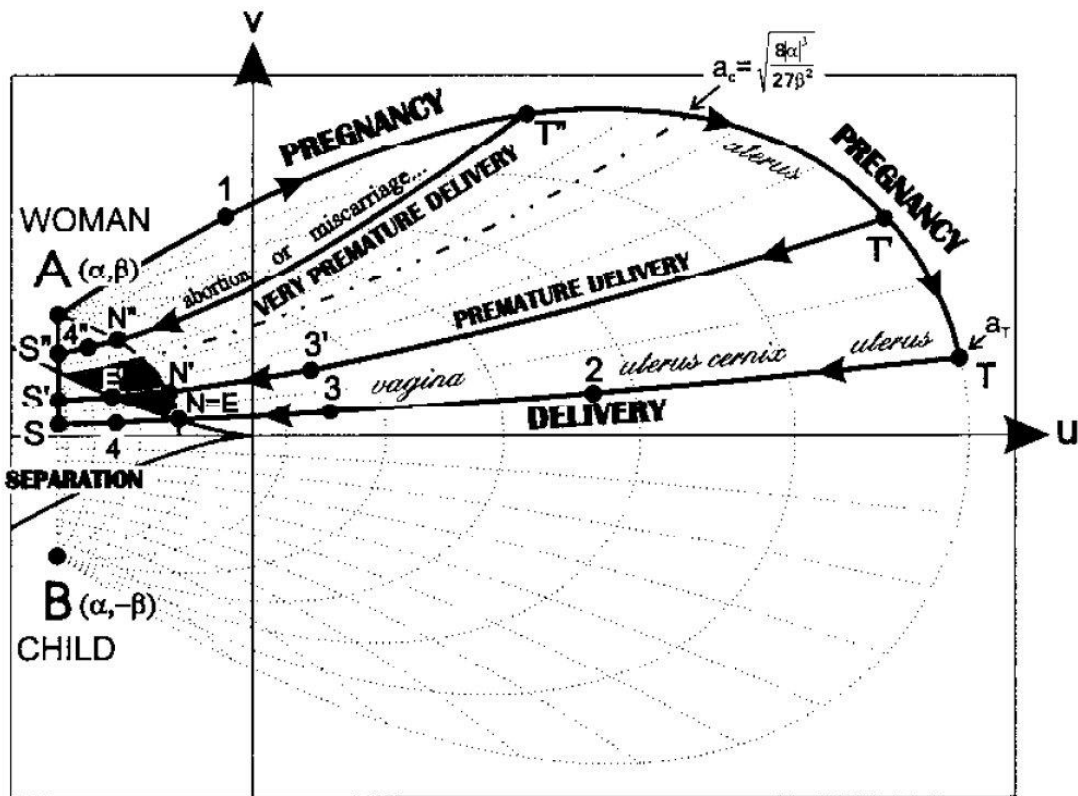 v
a_c = √(8|α|³ / 27β²)
T"
PREGNANCY
uterus
1
PREGNANCY
WOMAN
A (α,β)
abortion or miscarriage...
VERY PREMATURE DELIVERY
T'
PREMATURE DELIVERY
N"
4"
S"
3'
a_T
E
N'
vagina
2
uterus cernix
uterus
T
S'
N=E
3
DELIVERY
S
4
u
SEPARATION
B (α,-β)
CHILD